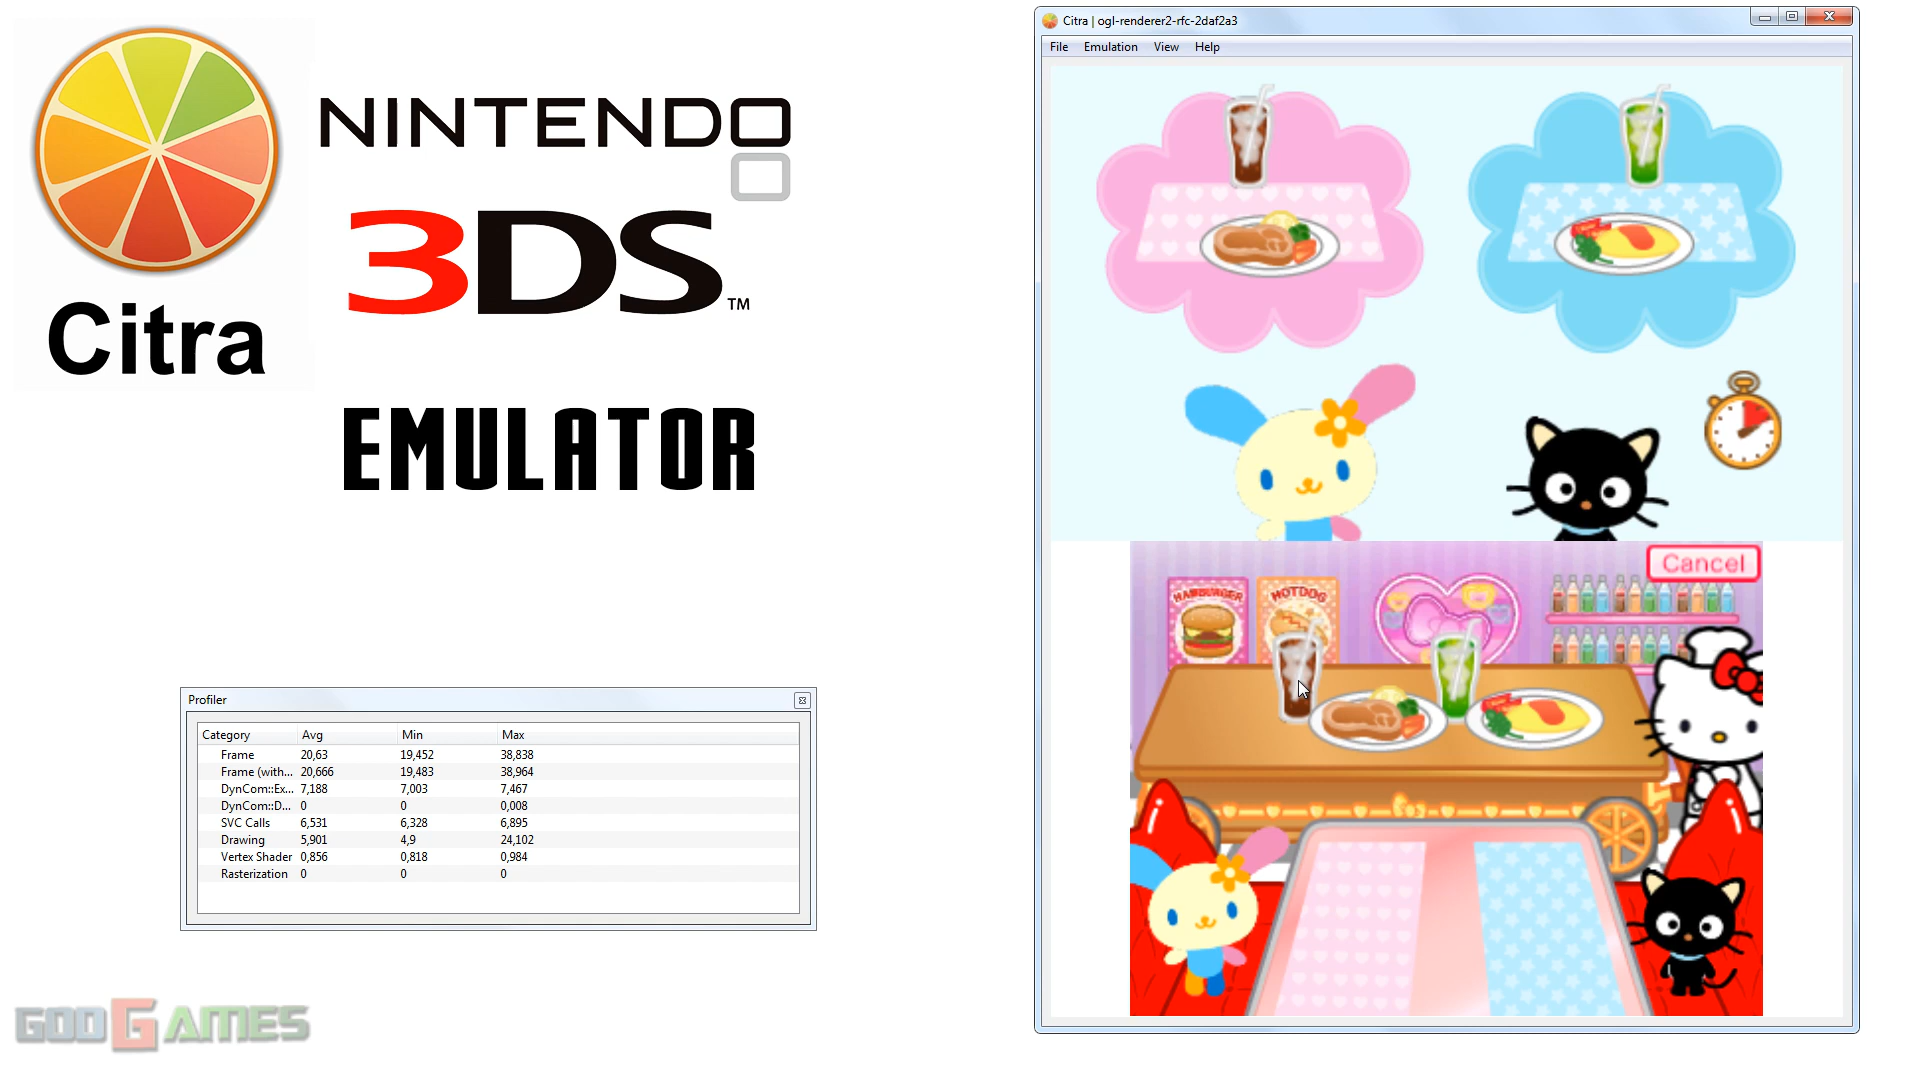 Citra
NINTENDO
3DS™
EMULATOR
Profiler
Category Avg Min Max
Frame 20,63 19,452 38,838
Frame (with... 20,666 19,483 38,964
DynCom::Ex... 7,188 7,003 7,467
DynCom::D... 0 0 0,008
SVC Calls 6,531 6,328 6,895
Drawing 5,901 4,9 24,102
Vertex Shader 0,856 0,818 0,984
Rasterization 0 0 0
GODGAMES
Citra | ogl-renderer2-rfc-2daf2a3
File Emulation View Help
Cancel
HAMBURGER
HOTDOG